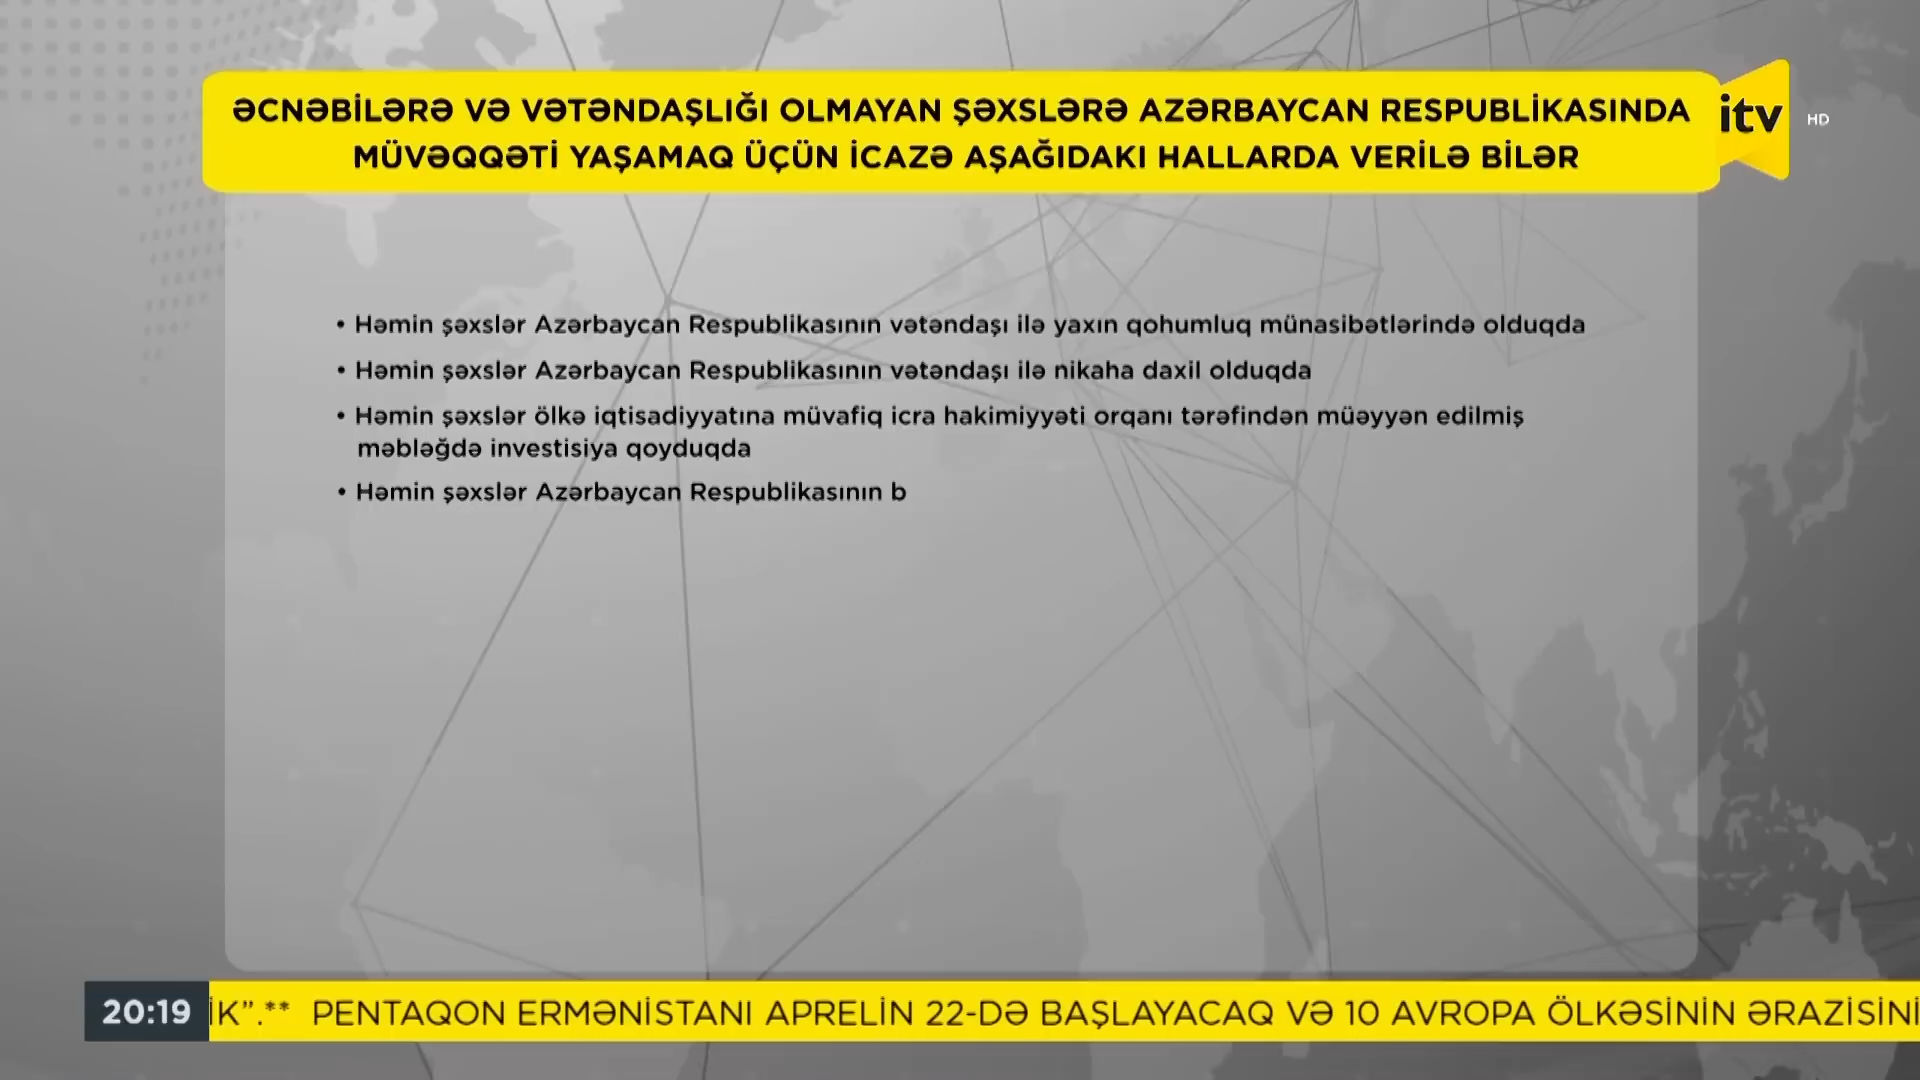 ƏCNƏBİLƏRƏ VƏ VƏTƏNDAŞLIĞI OLMAYAN ŞƏXSLƏRƏ AZƏRBAYCAN RESPUBLİKASINDA
MÜVƏQQƏTİ YAŞAMAQ ÜÇÜN İCAZƏ AŞAĞIDAKI HALLARDA VERİLƏ BİLƏR
itv HD
• Həmin şəxslər Azərbaycan Respublikasının vətəndaşı ilə yaxın qohumluq münasibətlərində olduqda
• Həmin şəxslər Azərbaycan Respublikasının vətəndaşı ilə nikaha daxil olduqda
• Həmin şəxslər ölkə iqtisadiyyatına müvafiq icra hakimiyyəti orqanı tərəfindən müəyyən edilmiş
məbləğdə investisiya qoyduqda
• Həmin şəxslər Azərbaycan Respublikasının b
20:19 İK”.** PENTAQON ERMƏNİSTANI APRELİN 22-DƏ BAŞLAYACAQ VƏ 10 AVROPA ÖLKƏSİNİN ƏRAZİSİNİ